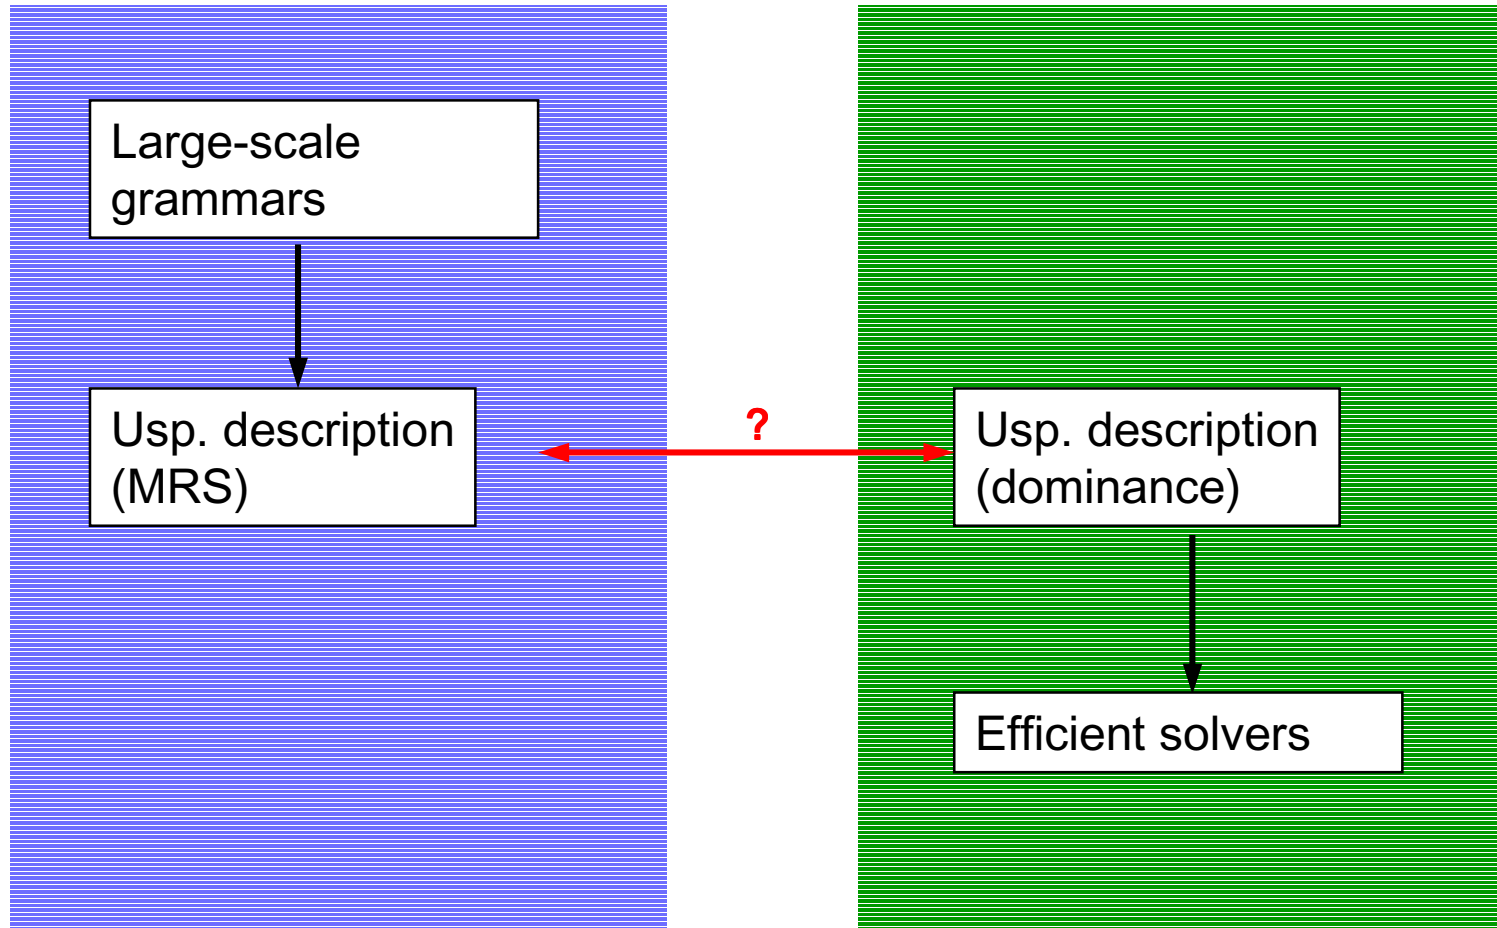 Large-scale
grammars
Usp. description
(MRS)
?
Usp. description
(dominance)
Efficient solvers